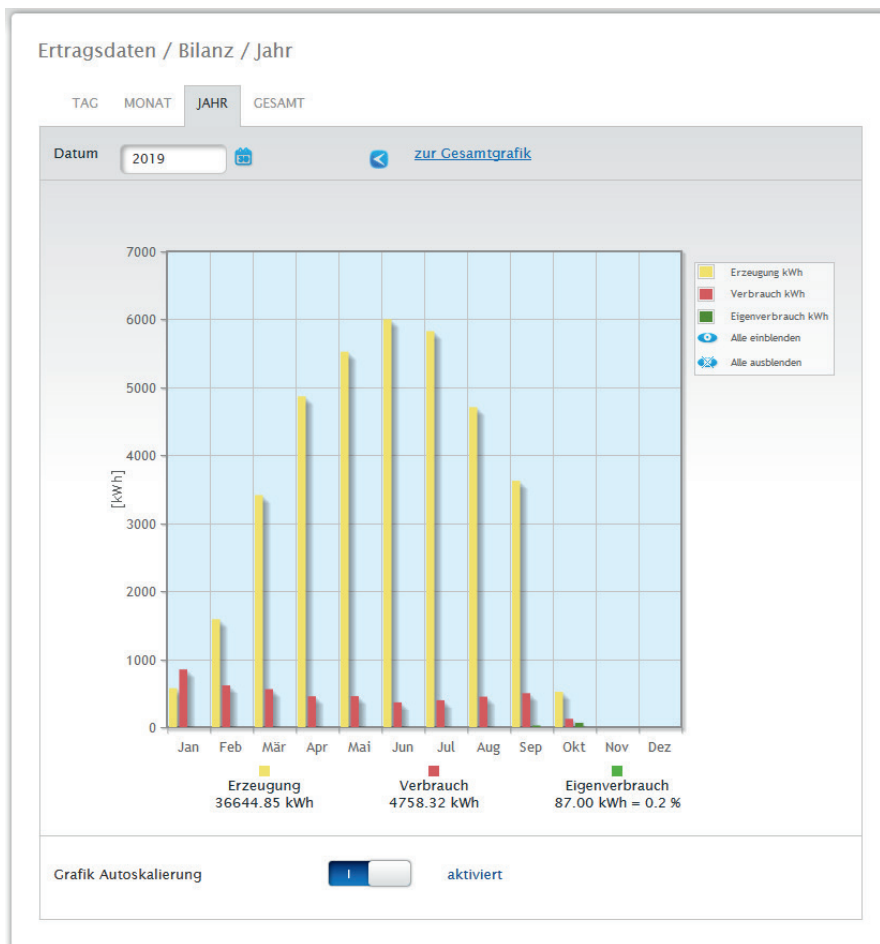 Ertragsdaten / Bilanz / Jahr
TAG MONAT JAHR GESAMT
Datum 2019 30 zur Gesamtgrafik
7000
6000
5000
4000
3000
2000
1000
0
[kWh]
Jan Feb Mär Apr Mai Jun Jul Aug Sep Okt Nov Dez
Erzeugung kWh
Verbrauch kWh
Eigenverbrauch kWh
Alle einblenden
Alle ausblenden
Erzeugung
36644.85 kWh
Verbrauch
4758.32 kWh
Eigenverbrauch
87.00 kWh = 0.2 %
Grafik Autoskalierung I aktiviert